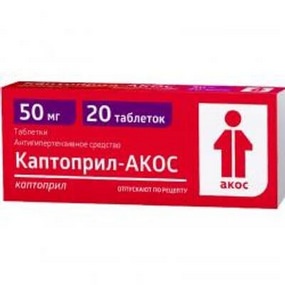 50 мг 20 таблеток
Таблетки
Антигипертензивное средство
Каптоприл-АКОС
каптоприл
ОТПУСКАЮТ ПО РЕЦЕПТУ
акос